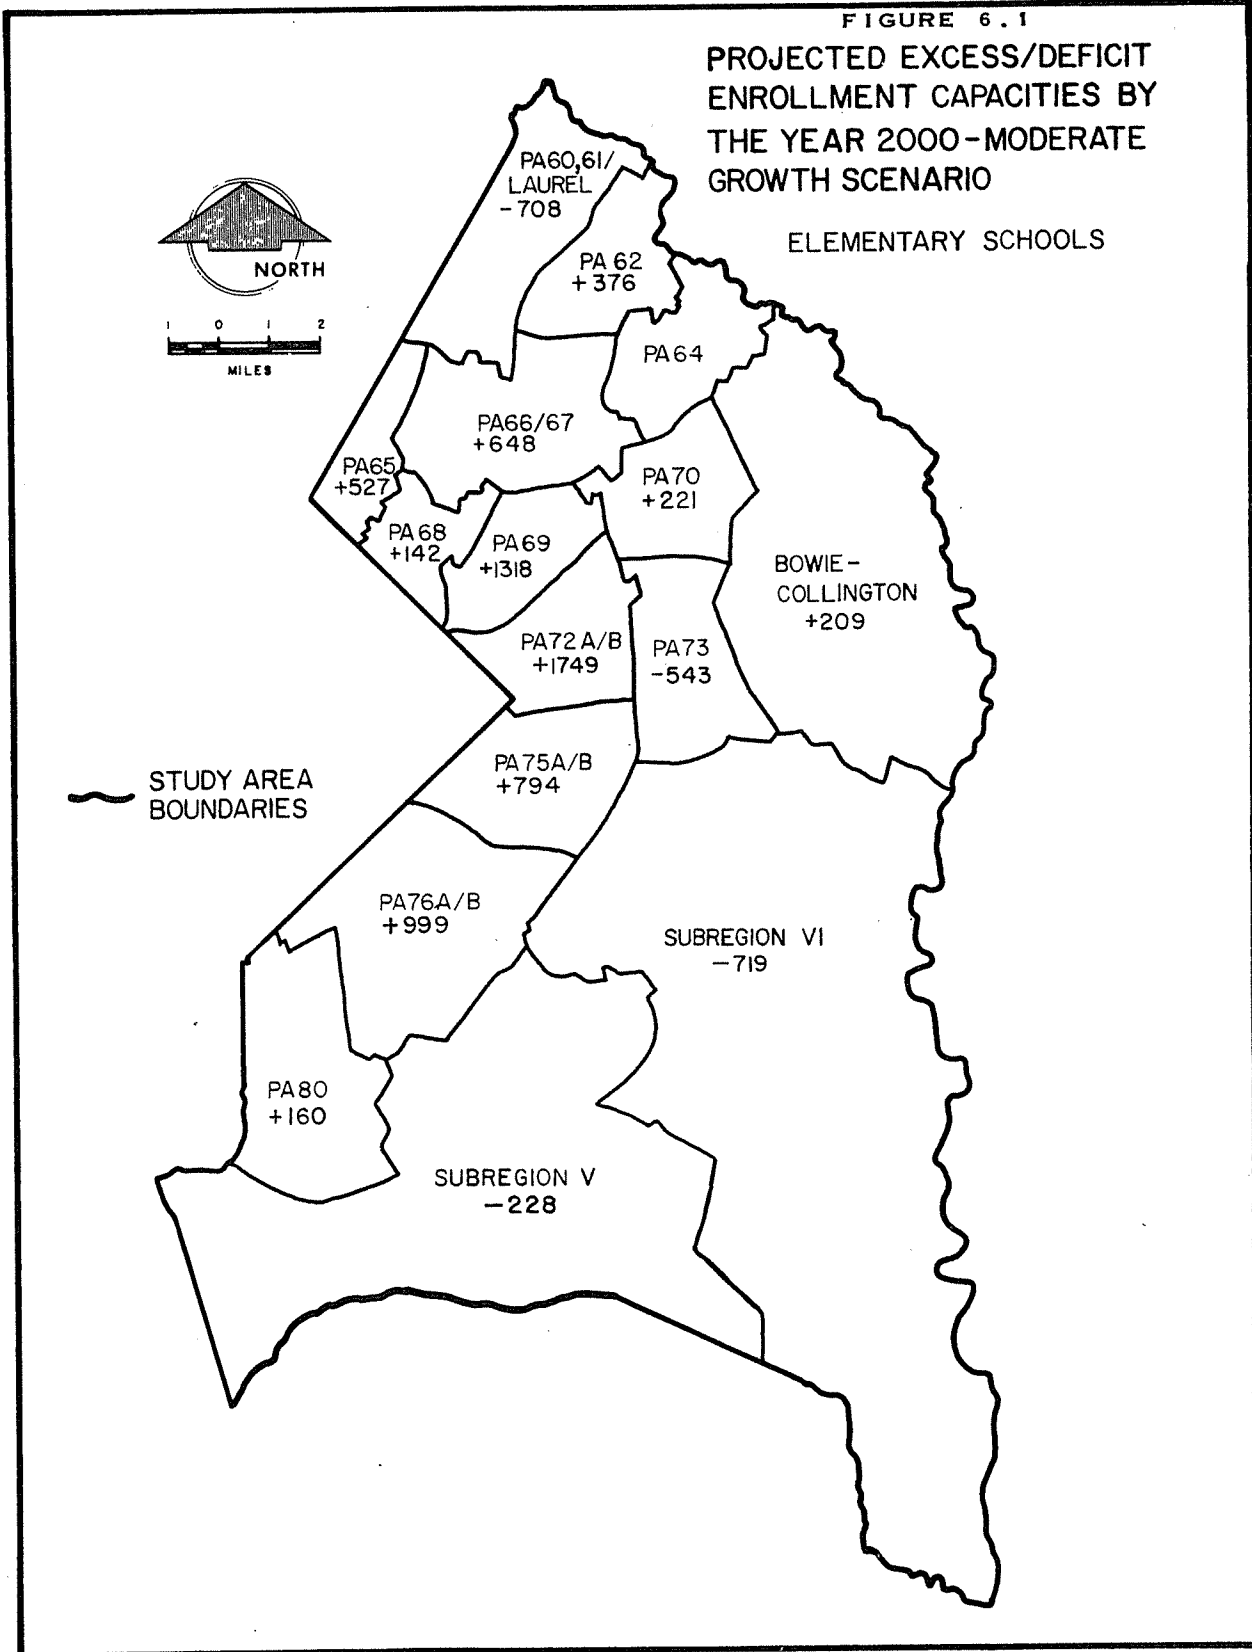 FIGURE 6.1
PROJECTED EXCESS/DEFICIT
ENROLLMENT CAPACITIES BY
THE YEAR 2000-MODERATE
GROWTH SCENARIO
ELEMENTARY SCHOOLS
NORTH
1 0 1 2
MILES
PA60,61/
LAUREL
-708
PA 62
+376
PA64
PA66/67
+648
PA65
+527
PA68
+142
PA69
+1318
PA70
+221
BOWIE-
COLLINGTON
+209
PA72A/B
+1749
PA73
-543
STUDY AREA
BOUNDARIES
PA75A/B
+794
PA76A/B
+999
SUBREGION VI
-719
PA80
+160
SUBREGION V
-228